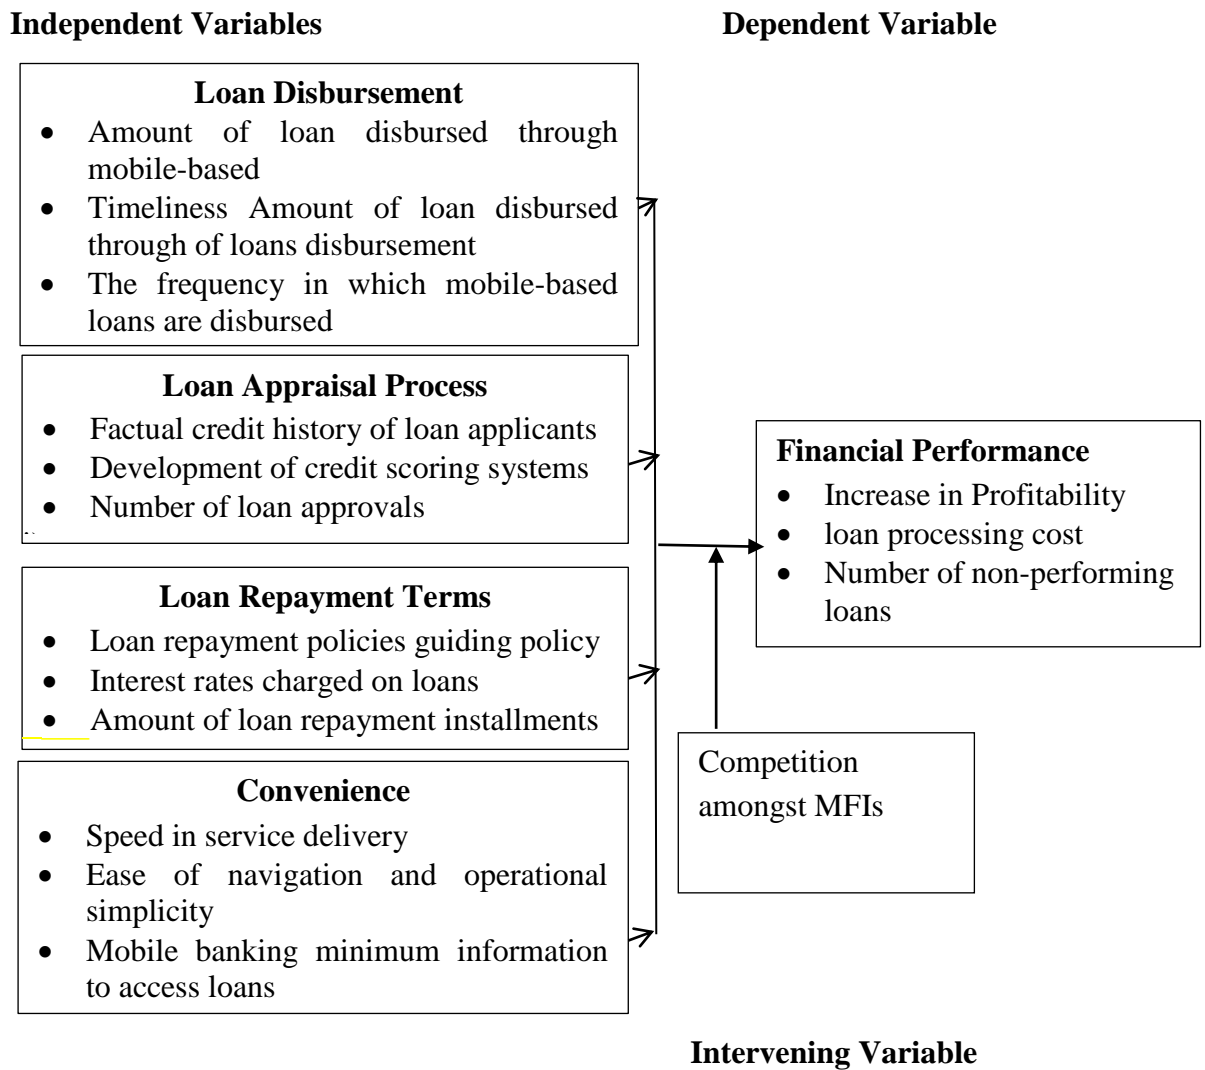 Independent Variables
Dependent Variable
Loan Disbursement
• Amount of loan disbursed through
mobile-based
• Timeliness Amount of loan disbursed
through of loans disbursement
• The frequency in which mobile-based
loans are disbursed
Loan Appraisal Process
• Factual credit history of loan applicants
• Development of credit scoring systems
• Number of loan approvals
Loan Repayment Terms
• Loan repayment policies guiding policy
• Interest rates charged on loans
• Amount of loan repayment installments
Convenience
• Speed in service delivery
• Ease of navigation and operational
simplicity
• Mobile banking minimum information
to access loans
Financial Performance
• Increase in Profitability
• loan processing cost
• Number of non-performing
loans
Competition
amongst MFIs
Intervening Variable